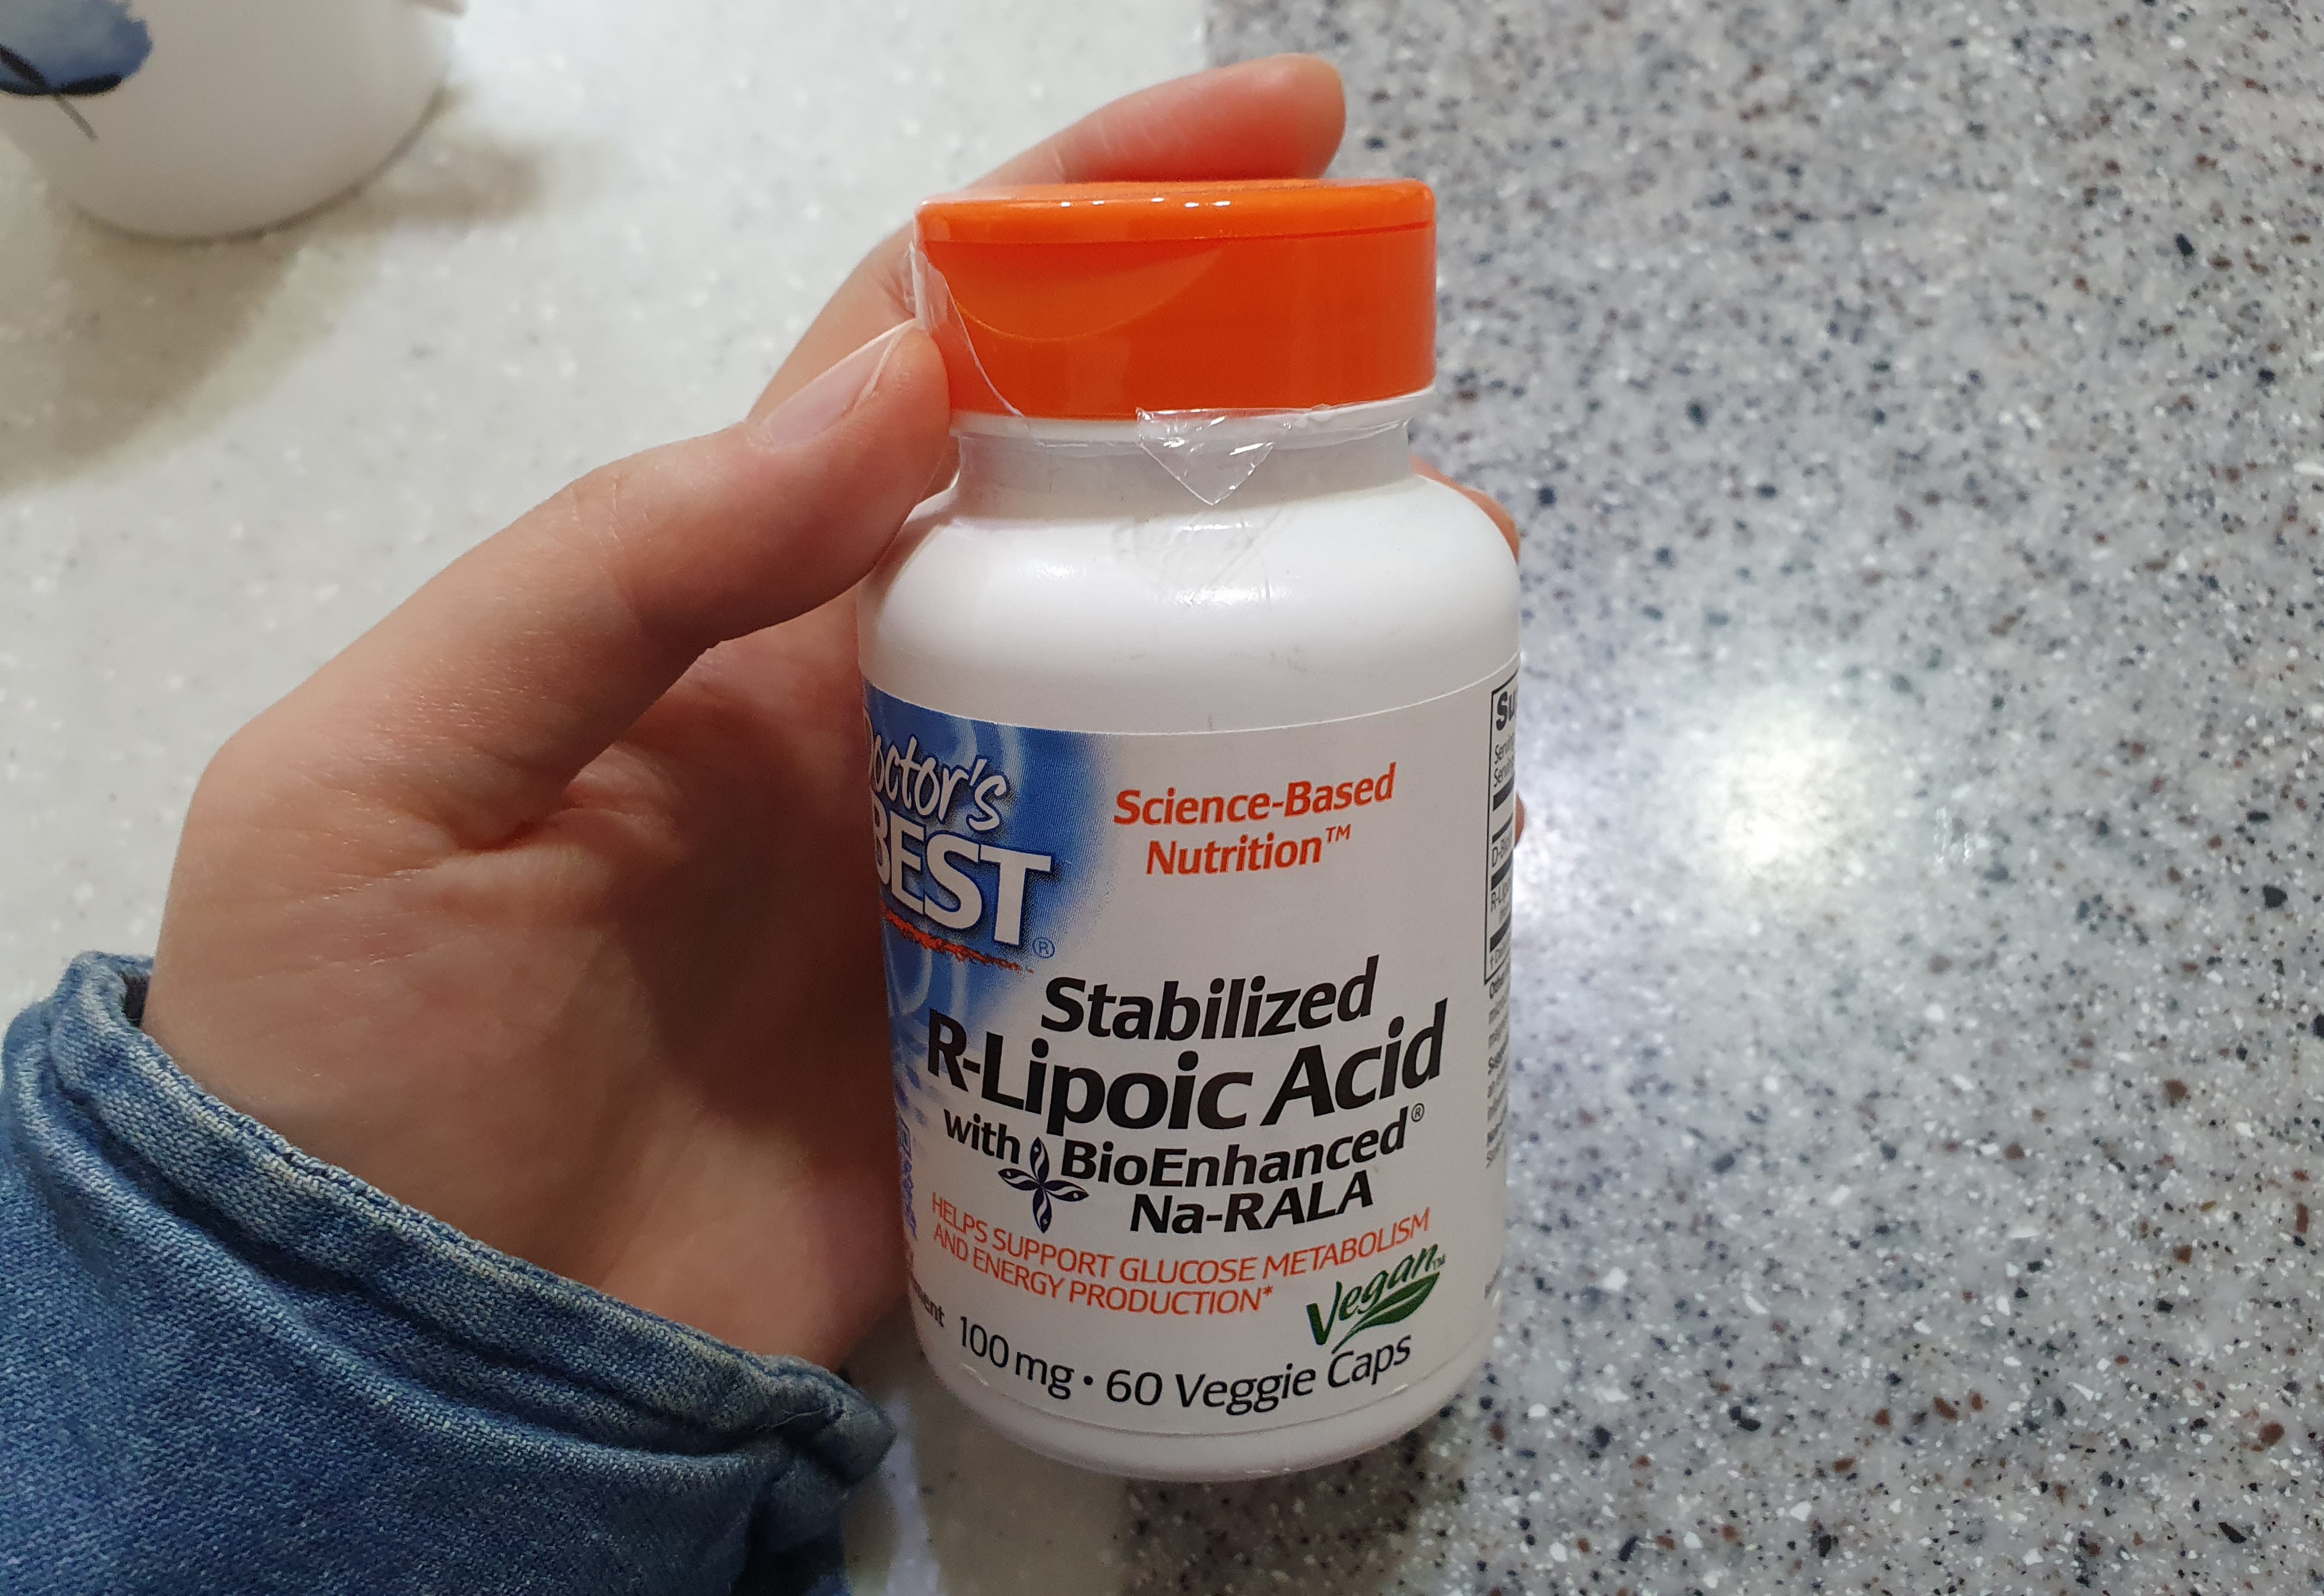 Doctor's
BEST®
Science-Based
Nutrition™
Stabilized
R-Lipoic Acid
with BioEnhanced®
Na-RALA
HELPS SUPPORT GLUCOSE METABOLISM
AND ENERGY PRODUCTION*
Vegan™
100 mg • 60 Veggie Caps